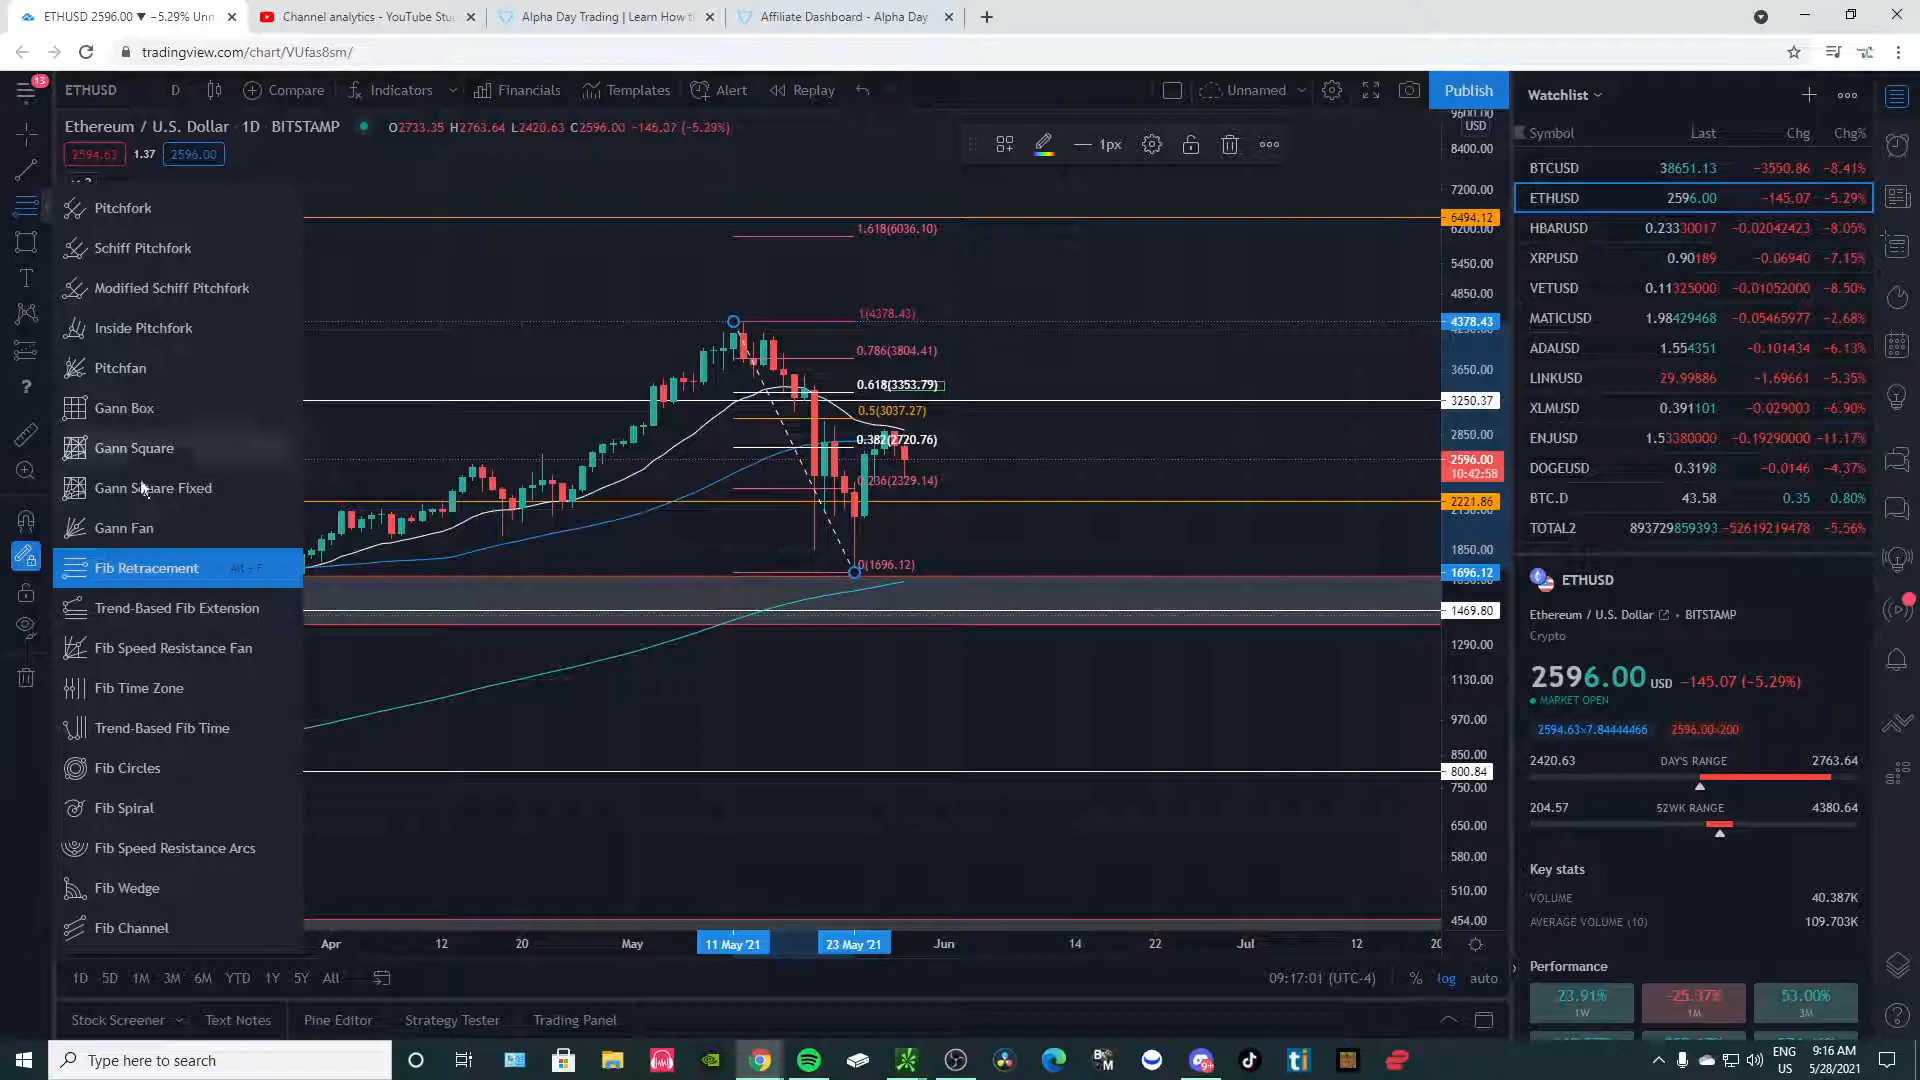 ETHUSD 2596.00 ▼ −5.29% Unn
Channel analytics - YouTube Stu
Alpha Day Trading | Learn How t
Affiliate Dashboard - Alpha Day
tradingview.com/chart/VUfas8sm/
13
ETHUSD D Compare Indicators Financials Templates Alert Replay Unnamed Publish
Ethereum / U.S. Dollar · 1D · BITSTAMP O2733.35 H2763.64 L2420.63 C2596.00 −145.07 (−5.29%)
2594.63 1.37 2596.00
1px
Pitchfork
Schiff Pitchfork
Modified Schiff Pitchfork
Inside Pitchfork
Pitchfan
Gann Box
Gann Square
Gann Square Fixed
Gann Fan
Fib Retracement Alt + F
Trend-Based Fib Extension
Fib Speed Resistance Fan
Fib Time Zone
Trend-Based Fib Time
Fib Circles
Fib Spiral
Fib Speed Resistance Arcs
Fib Wedge
Fib Channel
1.618(6036.10)
1(4378.43)
0.786(3804.41)
0.618(3353.79)
0.5(3037.27)
0.382(2720.76)
0.236(2329.14)
0(1696.12)
USD
8400.00
7200.00
6494.12
6200.00
5450.00
4850.00
4378.43
3650.00
3250.37
2850.00
2596.00
10:42:58
2221.86
1850.00
1696.12
1469.80
1290.00
1130.00
970.00
850.00
800.84
750.00
650.00
580.00
510.00
454.00
Apr 12 20 May 11 May '21 23 May '21 Jun 14 22 Jul 12 20
1D 5D 1M 3M 6M YTD 1Y 5Y All
09:17:01 (UTC-4) % log auto
Stock Screener Text Notes Pine Editor Strategy Tester Trading Panel
Watchlist
Symbol Last Chg Chg%
BTCUSD 38651.13 −3550.86 −8.41%
ETHUSD 2596.00 −145.07 −5.29%
HBARUSD 0.23330017 −0.02042423 −8.05%
XRPUSD 0.90189 −0.06940 −7.15%
VETUSD 0.11325000 −0.01052000 −8.50%
MATICUSD 1.98429468 −0.05465977 −2.68%
ADAUSD 1.554351 −0.101434 −6.13%
LINKUSD 29.99886 −1.69661 −5.35%
XLMUSD 0.391101 −0.029003 −6.90%
ENJUSD 1.53380000 −0.19290000 −11.17%
DOGEUSD 0.3198 −0.0146 −4.37%
BTC.D 43.58 0.35 0.80%
TOTAL2 893729859393 −52619219478 −5.56%
ETHUSD
Ethereum / U.S. Dollar • BITSTAMP
Crypto
2596.00 USD −145.07 (−5.29%)
MARKET OPEN
2594.63×7.84444466 2596.00×200
2420.63 DAY'S RANGE 2763.64
204.57 52WK RANGE 4380.64
Key stats
VOLUME 40.387K
AVERAGE VOLUME (10) 109.703K
Performance
23.91% −25.37% 53.00%
1W 1M 3M
Type here to search
ENG
US
9:16 AM
5/28/2021